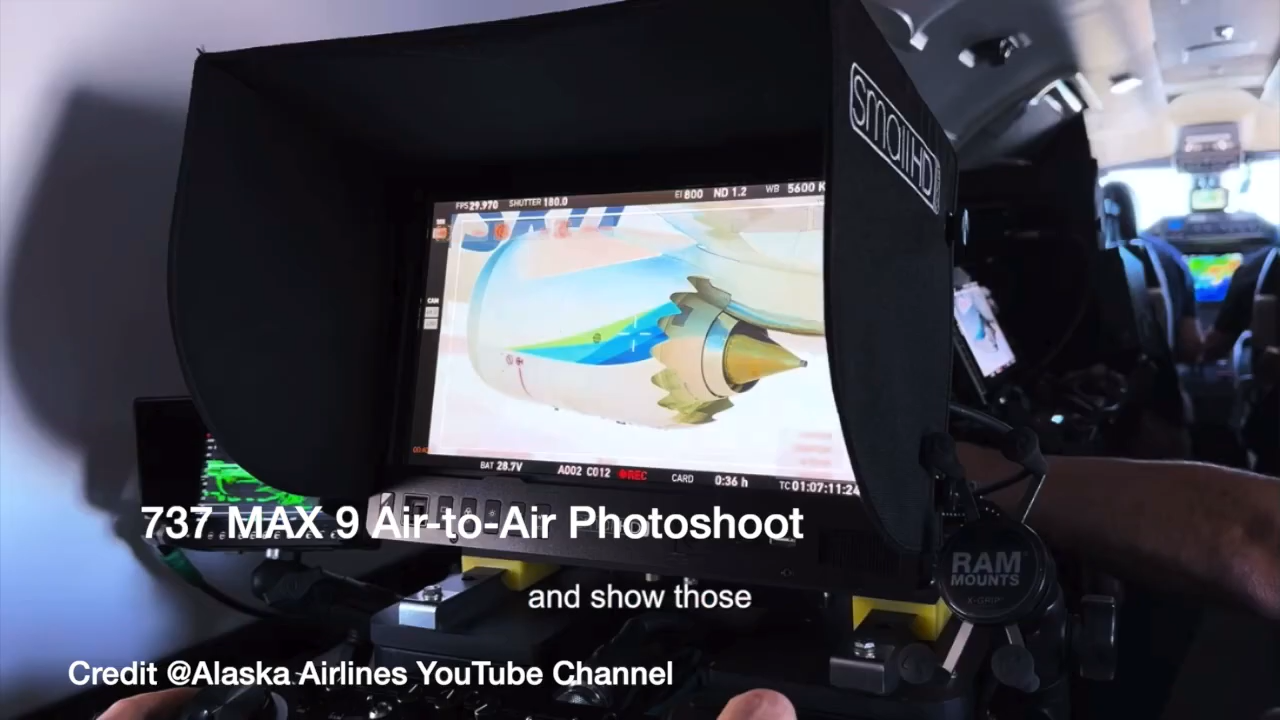 smallHD
FPS 29.970 SHUTTER 180.0 EI 800 ND 1.2 WB 5600 K
CAM
BAT 28.7V A002 C012 REC CARD 0:36 h TC 01:07:11:24
737 MAX 9 Air-to-Air Photoshoot
RAM
MOUNTS
X-GRIP
and show those
Credit @Alaska Airlines YouTube Channel